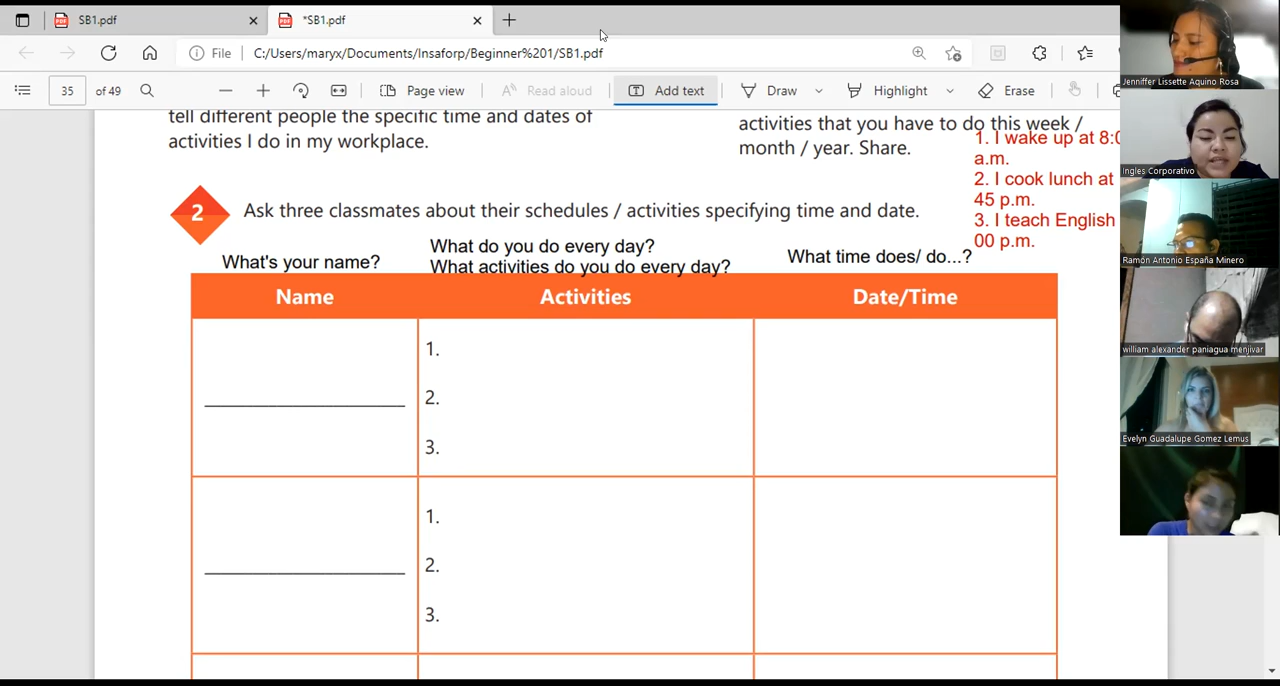 SB1.pdf
*SB1.pdf
File
C:/Users/maryx/Documents/Insaforp/Beginner%201/SB1.pdf
35 of 49
Page view
Read aloud
Add text
Draw
Highlight
Erase
tell different people the specific time and dates of
activities I do in my workplace.
activities that you have to do this week /
month / year. Share.
1. I wake up at 8:0
a.m.
2. I cook lunch at
45 p.m.
3. I teach English
00 p.m.
2 Ask three classmates about their schedules / activities specifying time and date.
What's your name?
What do you do every day?
What activities do you do every day?
What time does/ do...?
Name Activities Date/Time
1.
2.
3.
1.
2.
3.
Jenniffer Lissette Aquino Rosa
Ingles Corporativo
Ramón Antonio España Minero
william alexander paniagua menjivar
Evelyn Guadalupe Gomez Lemus